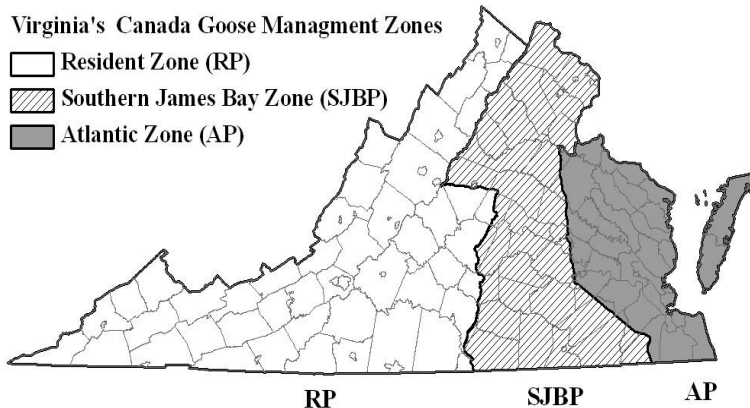 Virginia's Canada Goose Managment Zones
Resident Zone (RP)
Southern James Bay Zone (SJBP)
Atlantic Zone (AP)
RP
SJBP
AP